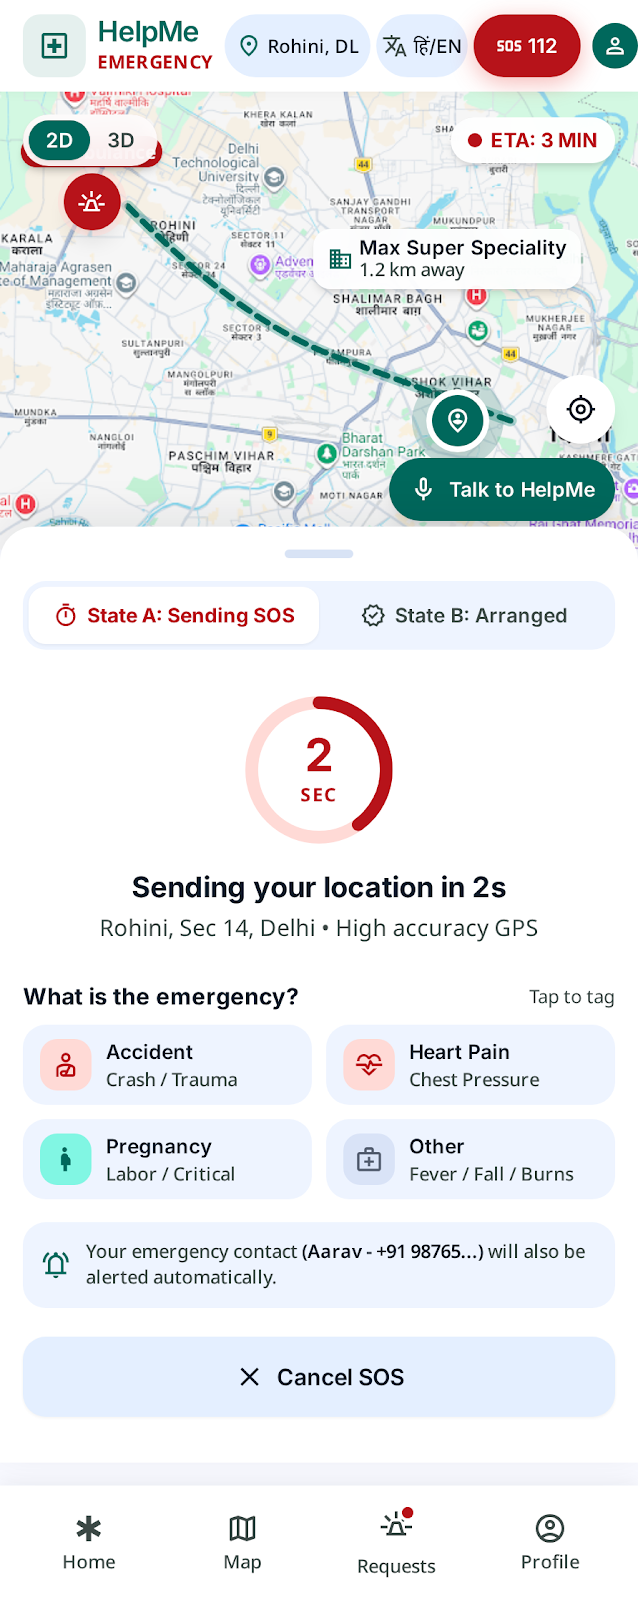 HelpMe
EMERGENCY
Rohini, DL
हिं/EN
SOS 112
2D
3D
ETA: 3 MIN
महर्षि वाल्मीकि
KHERA KALAN
खेरा कलां
Delhi
Technological
University
दिल्ली
टेक्नोलॉजिकल
यूनिवर्सिटी
44
बुरारी
SANJAY GANDHI
TRANSPORT
NAGAR
MUKUNDPUR
ROHINI
रोहिणी
SECTOR 11
सेक्टर 11
KARALA
कराला
Maharaja Agrasen
SECTOR 24
सेक्टर 24
Max Super Speciality
1.2 km away
SHALIMAR BAGH
शालीमार बाग़
MUKHERJEE
NAGAR
मुखर्जी नगर
SULTANPURI
सुल्तानपुरी
44
MANGOLPURI
मंगोलपुरी
ASHOK VIHAR
MUNDKA
मुंडका
NANGLOI
नांगलोई
9
PASCHIM VIHAR
पश्चिम विहार
Bharat
Darshan Park
भारत दर्शन
पार्क
MOTI NAGAR
Talk to HelpMe
State A: Sending SOS
State B: Arranged
2
SEC
Sending your location in 2s
Rohini, Sec 14, Delhi • High accuracy GPS
What is the emergency?
Tap to tag
Accident
Crash / Trauma
Heart Pain
Chest Pressure
Pregnancy
Labor / Critical
Other
Fever / Fall / Burns
Your emergency contact (Aarav - +91 98765...) will also be
alerted automatically.
Cancel SOS
Home
Map
Requests
Profile